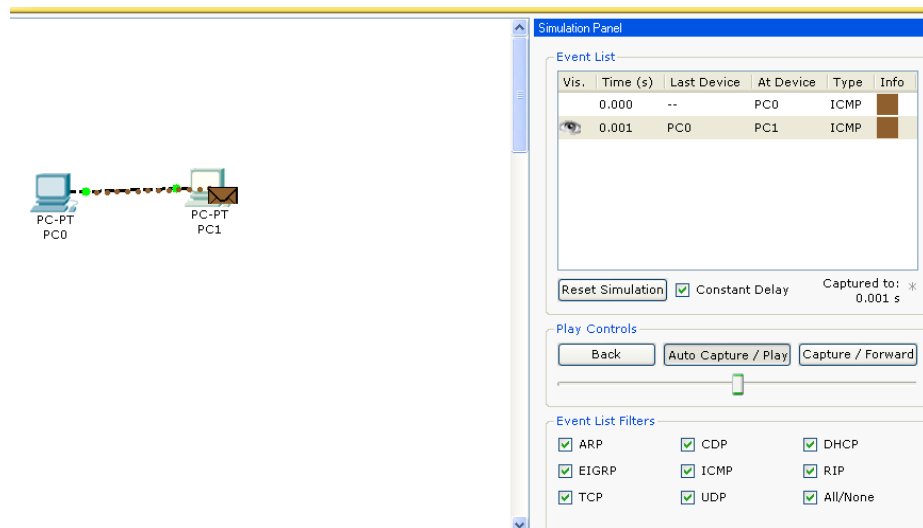 Simulation Panel
Event List
Vis. Time (s) Last Device At Device Type Info
0.000 -- PC0 ICMP
0.001 PC0 PC1 ICMP
PC-PT
PC0
PC-PT
PC1
Reset Simulation Constant Delay Captured to: *
0.001 s
Play Controls
Back Auto Capture / Play Capture / Forward
Event List Filters
ARP CDP DHCP
EIGRP ICMP RIP
TCP UDP All/None